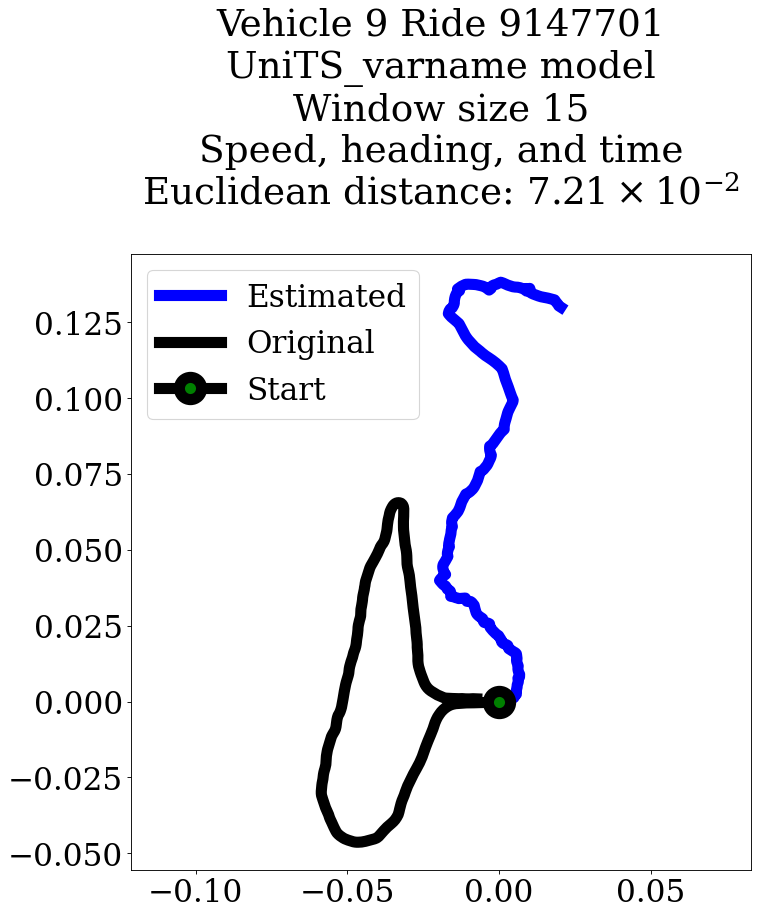 Vehicle 9 Ride 9147701
UniTS_varname model
Window size 15
Speed, heading, and time
Euclidean distance: 7.21 × 10⁻²
Estimated
Original
Start
0.125
0.100
0.075
0.050
0.025
0.000
−0.025
−0.050
−0.10 −0.05 0.00 0.05